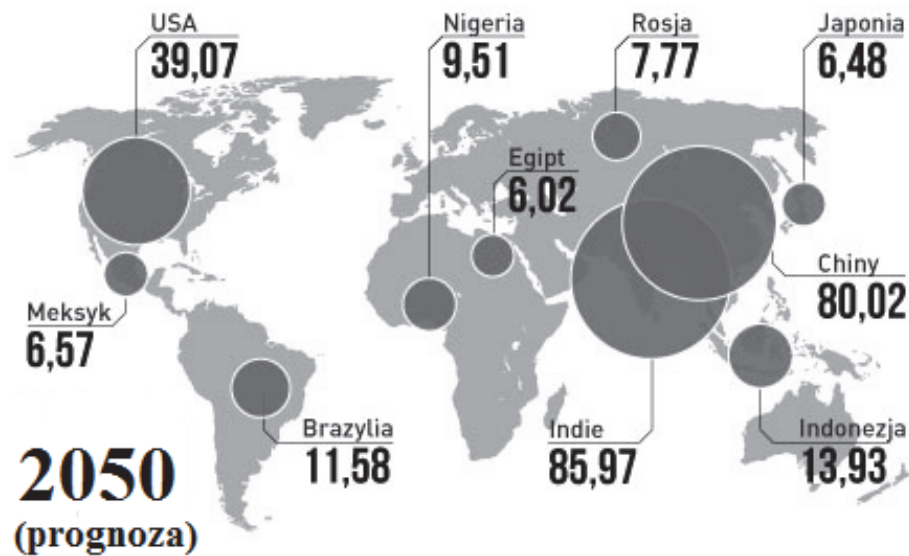 USA
39,07
Nigeria
9,51
Rosja
7,77
Japonia
6,48
Egipt
6,02
Chiny
80,02
Meksyk
6,57
Brazylia
11,58
Indie
85,97
Indonezja
13,93
2050
(prognoza)